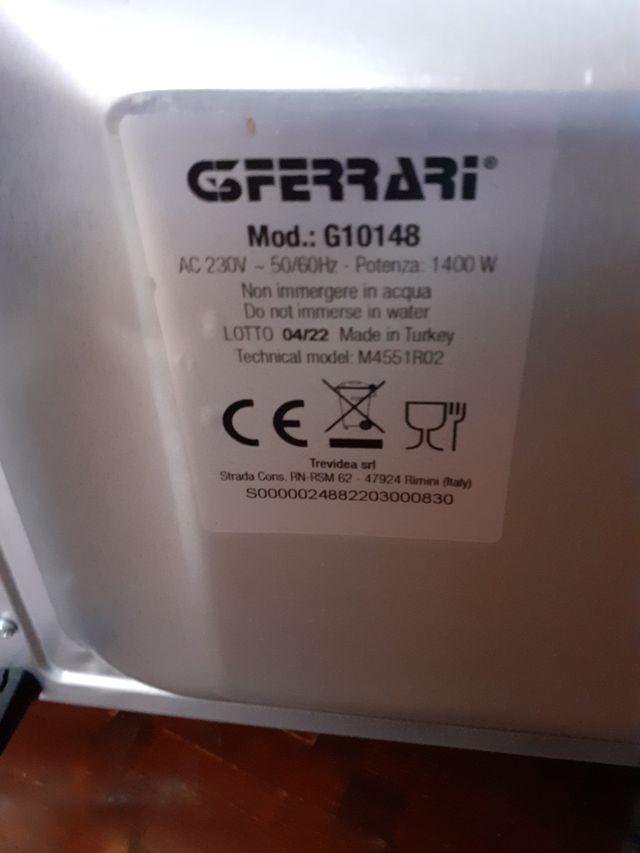 G3FERRARI®
Mod.: G10148
AC 230V ~ 50/60Hz - Potenza: 1400 W
Non immergere in acqua
Do not immerse in water
LOTTO 04/22 Made in Turkey
Technical model: M4551R02
CE
Trevidea srl
Strada Cons. RN-RSM 62 - 47924 Rimini (Italy)
S0000024882203000830